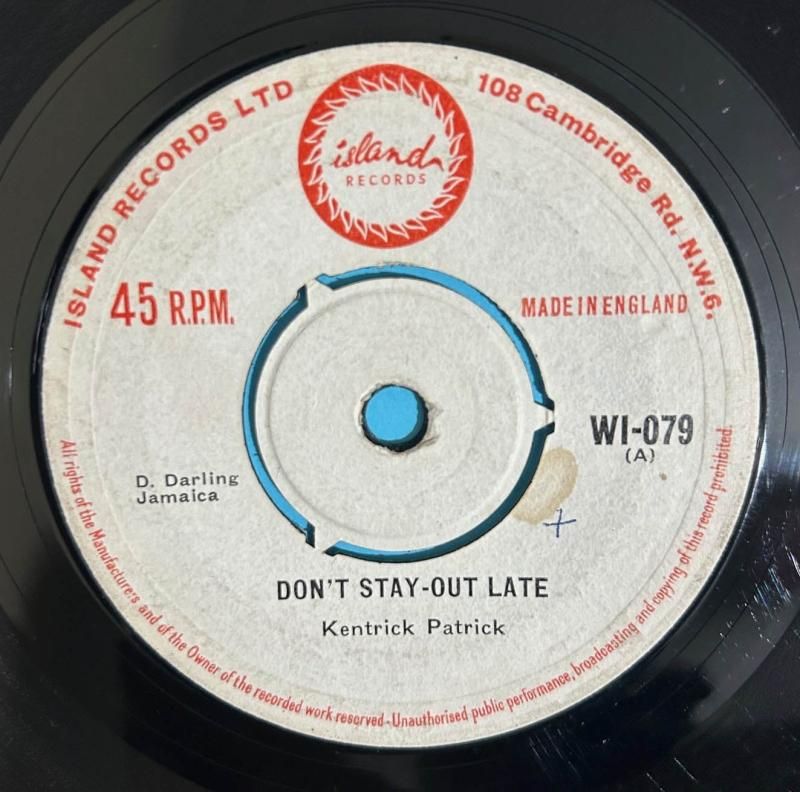 ISLAND RECORDS LTD
108 Cambridge Rd. N.W.6.
island
RECORDS
45 R.P.M.
MADE IN ENGLAND
WI-079
(A)
D. Darling
Jamaica
DON'T STAY-OUT LATE
Kentrick Patrick
All rights of the Manufacturers and of the Owner of the recorded work reserved-Unauthorised public performance, broadcasting and copying of this record prohibited.